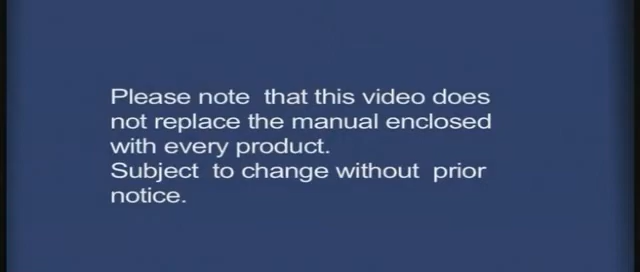 Please note  that this video does
not replace the manual enclosed
with every product.
Subject  to change without  prior
notice.